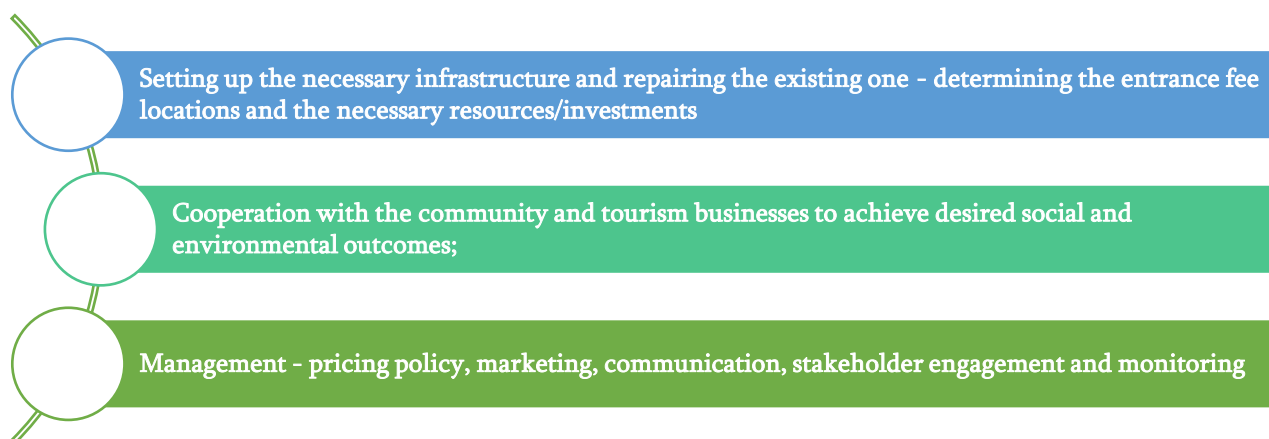 Setting up the necessary infrastructure and repairing the existing one - determining the entrance fee
locations and the necessary resources/investments
Cooperation with the community and tourism businesses to achieve desired social and
environmental outcomes;
Management - pricing policy, marketing, communication, stakeholder engagement and monitoring